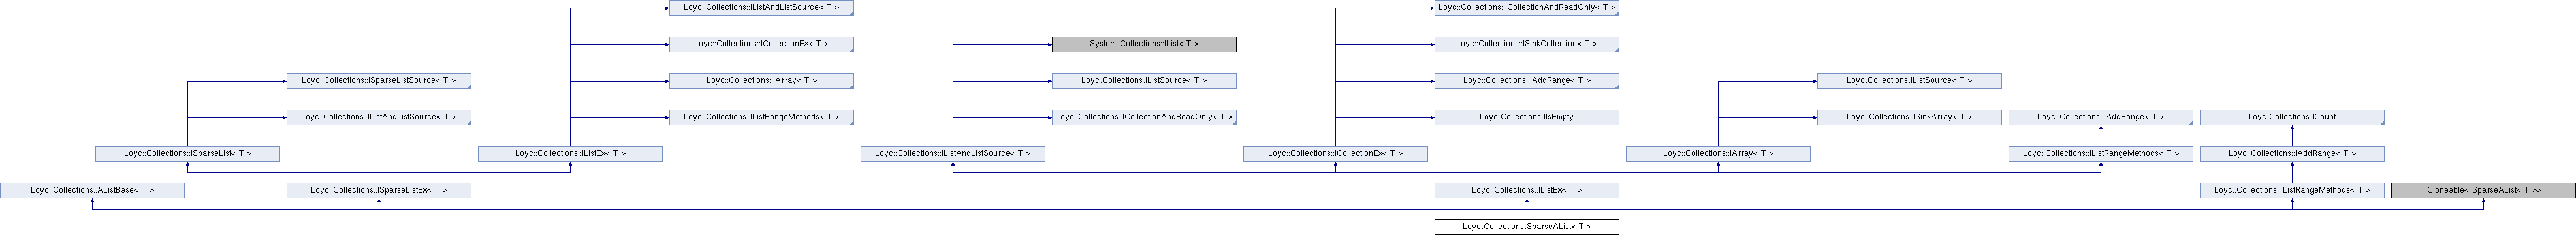 Loyc::Collections::IListAndListSource< T >
Loyc::Collections::ICollectionAndReadOnly< T >
Loyc::Collections::ICollectionEx< T >
System::Collections::IList< T >
Loyc::Collections::ISinkCollection< T >
Loyc::Collections::ISparseListSource< T >
Loyc::Collections::IArray< T >
Loyc.Collections.IListSource< T >
Loyc::Collections::IAddRange< T >
Loyc.Collections.IListSource< T >
Loyc::Collections::IListAndListSource< T >
Loyc::Collections::IListRangeMethods< T >
Loyc::Collections::ICollectionAndReadOnly< T >
Loyc.Collections.IIsEmpty
Loyc::Collections::ISinkArray< T >
Loyc::Collections::IAddRange< T >
Loyc.Collections.ICount
Loyc::Collections::ISparseList< T >
Loyc::Collections::IListEx< T >
Loyc::Collections::IListAndListSource< T >
Loyc::Collections::ICollectionEx< T >
Loyc::Collections::IArray< T >
Loyc::Collections::IListRangeMethods< T >
Loyc::Collections::IAddRange< T >
Loyc::Collections::AListBase< T >
Loyc::Collections::ISparseListEx< T >
Loyc::Collections::IListEx< T >
Loyc::Collections::IListRangeMethods< T >
ICloneable< SparseAList< T >>
Loyc.Collections.SparseAList< T >